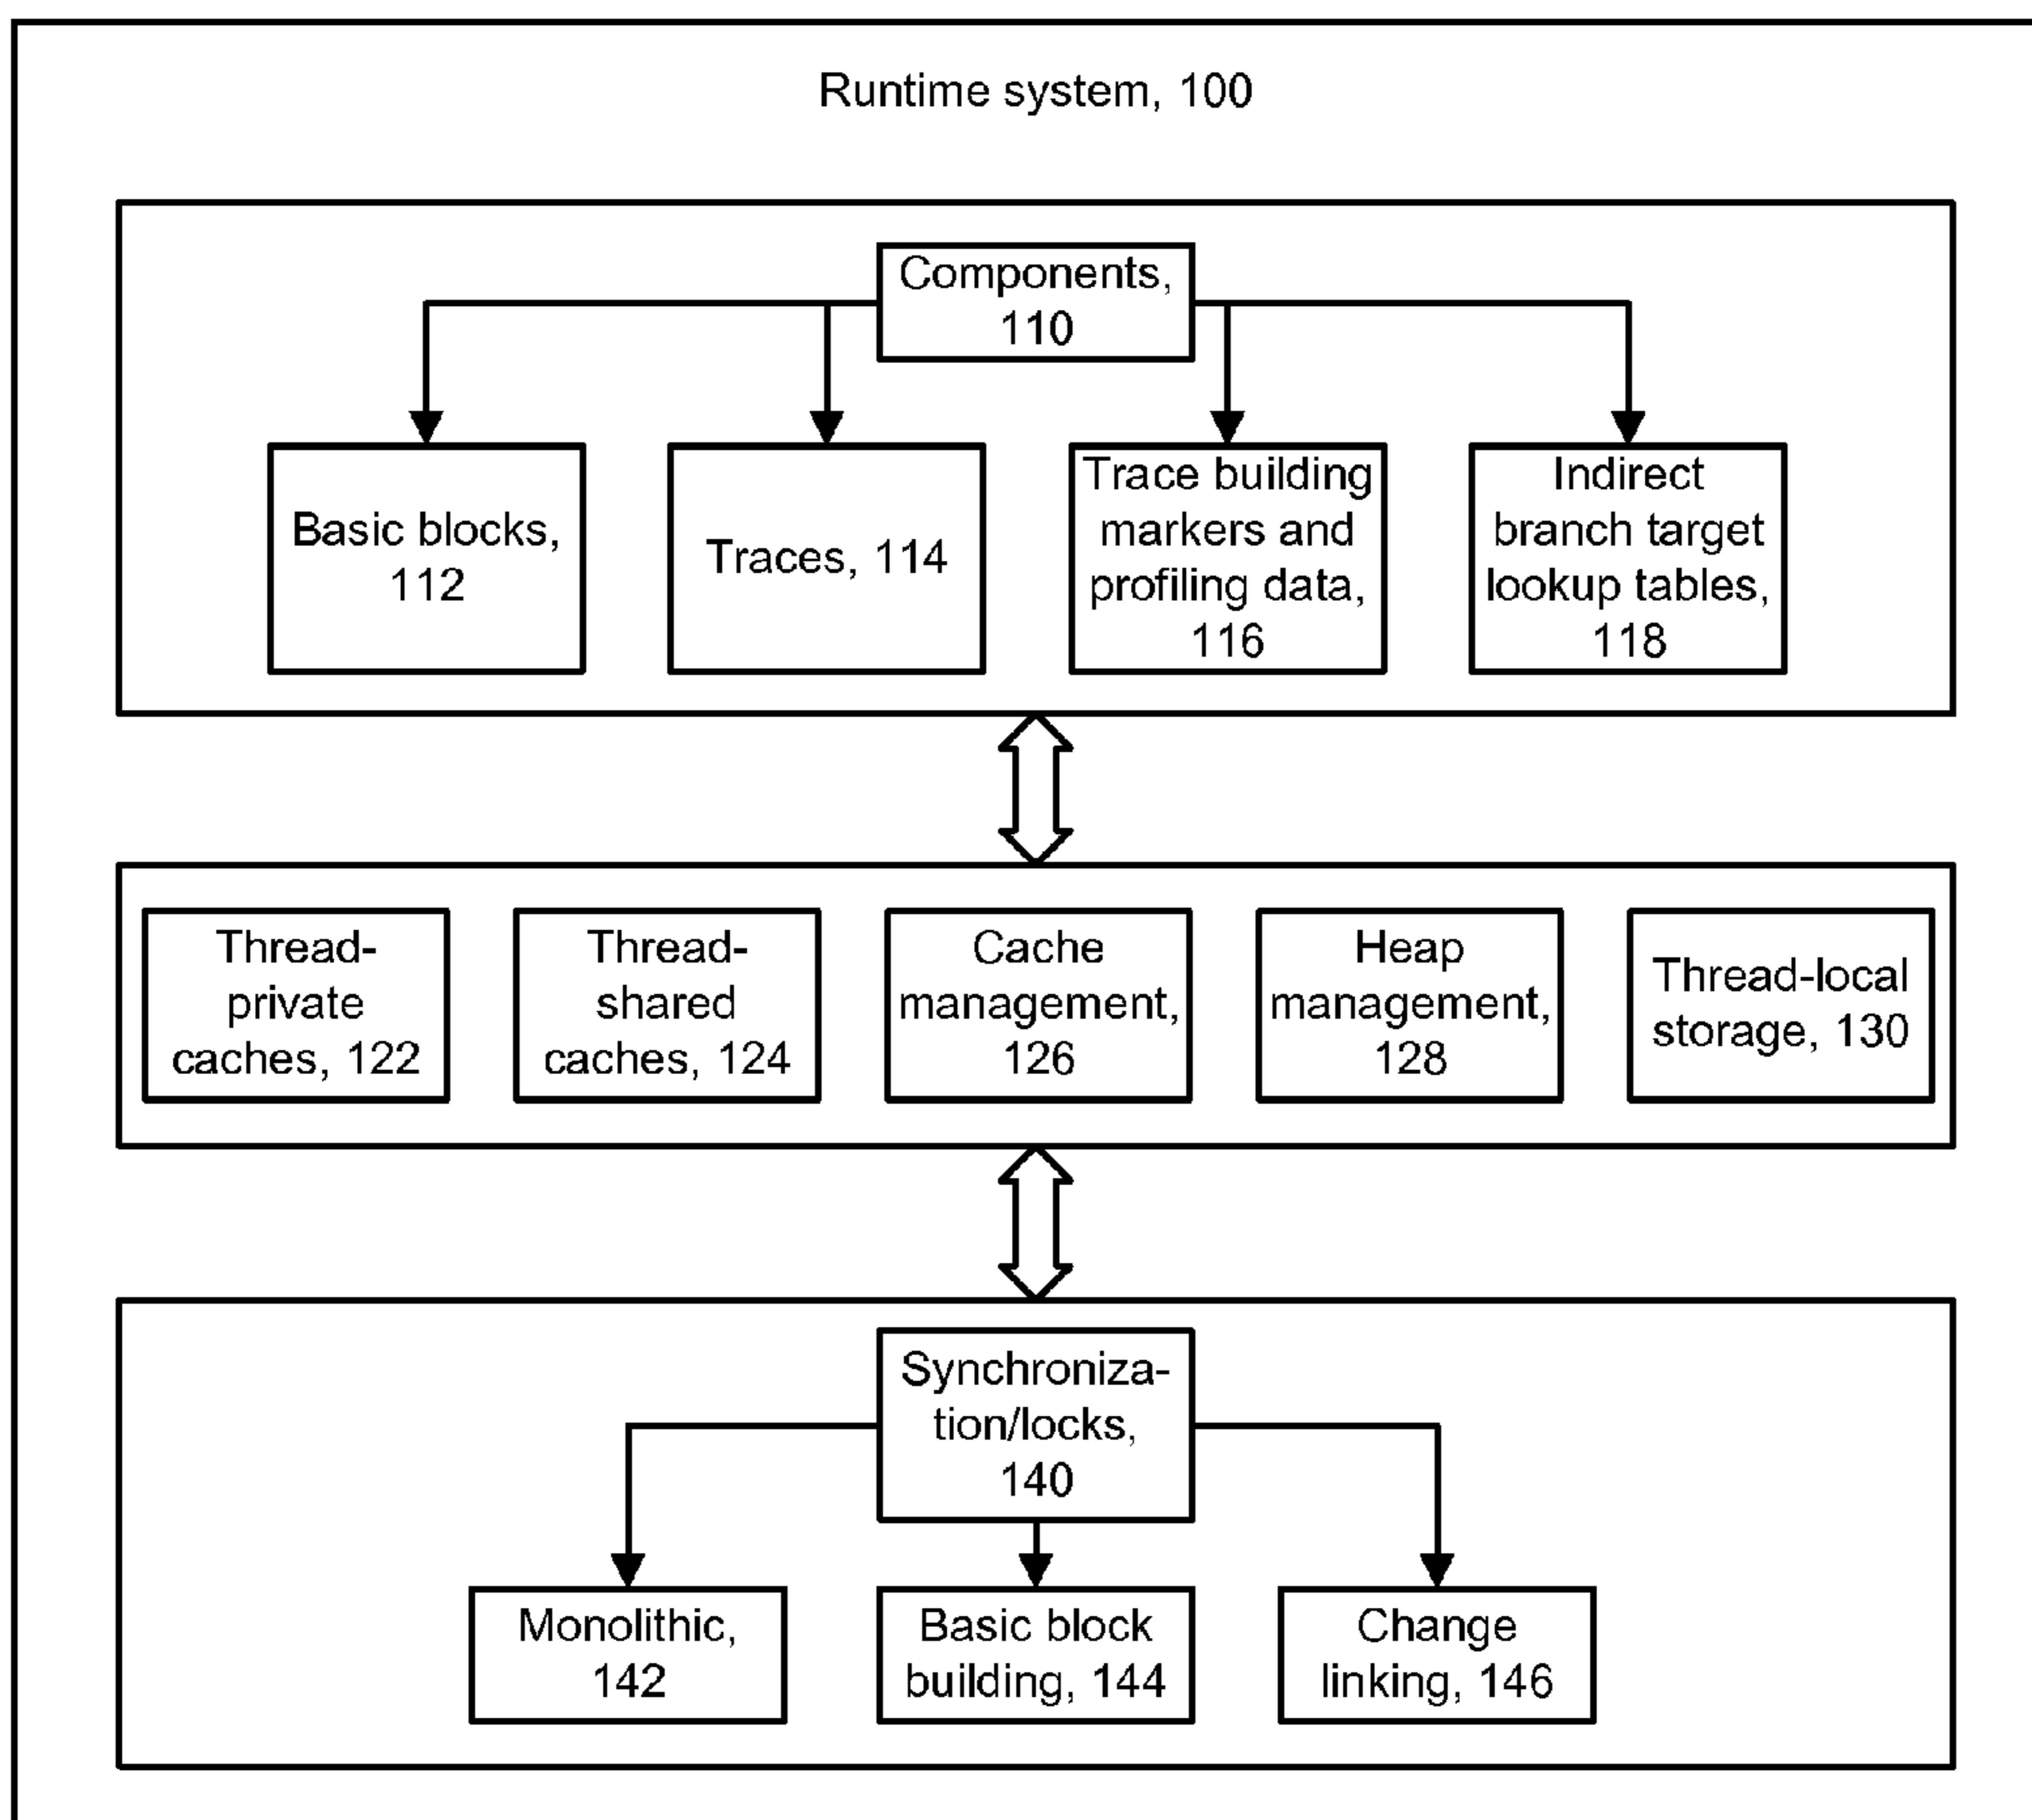 Runtime system, 100
Components,
110
Basic blocks,
112
Traces, 114
Trace building
markers and
profiling data,
116
Indirect
branch target
lookup tables,
118
Thread-
private
caches, 122
Thread-
shared
caches, 124
Cache
management,
126
Heap
management,
128
Thread-local
storage, 130
Synchroniza-
tion/locks,
140
Monolithic,
142
Basic block
building, 144
Change
linking, 146